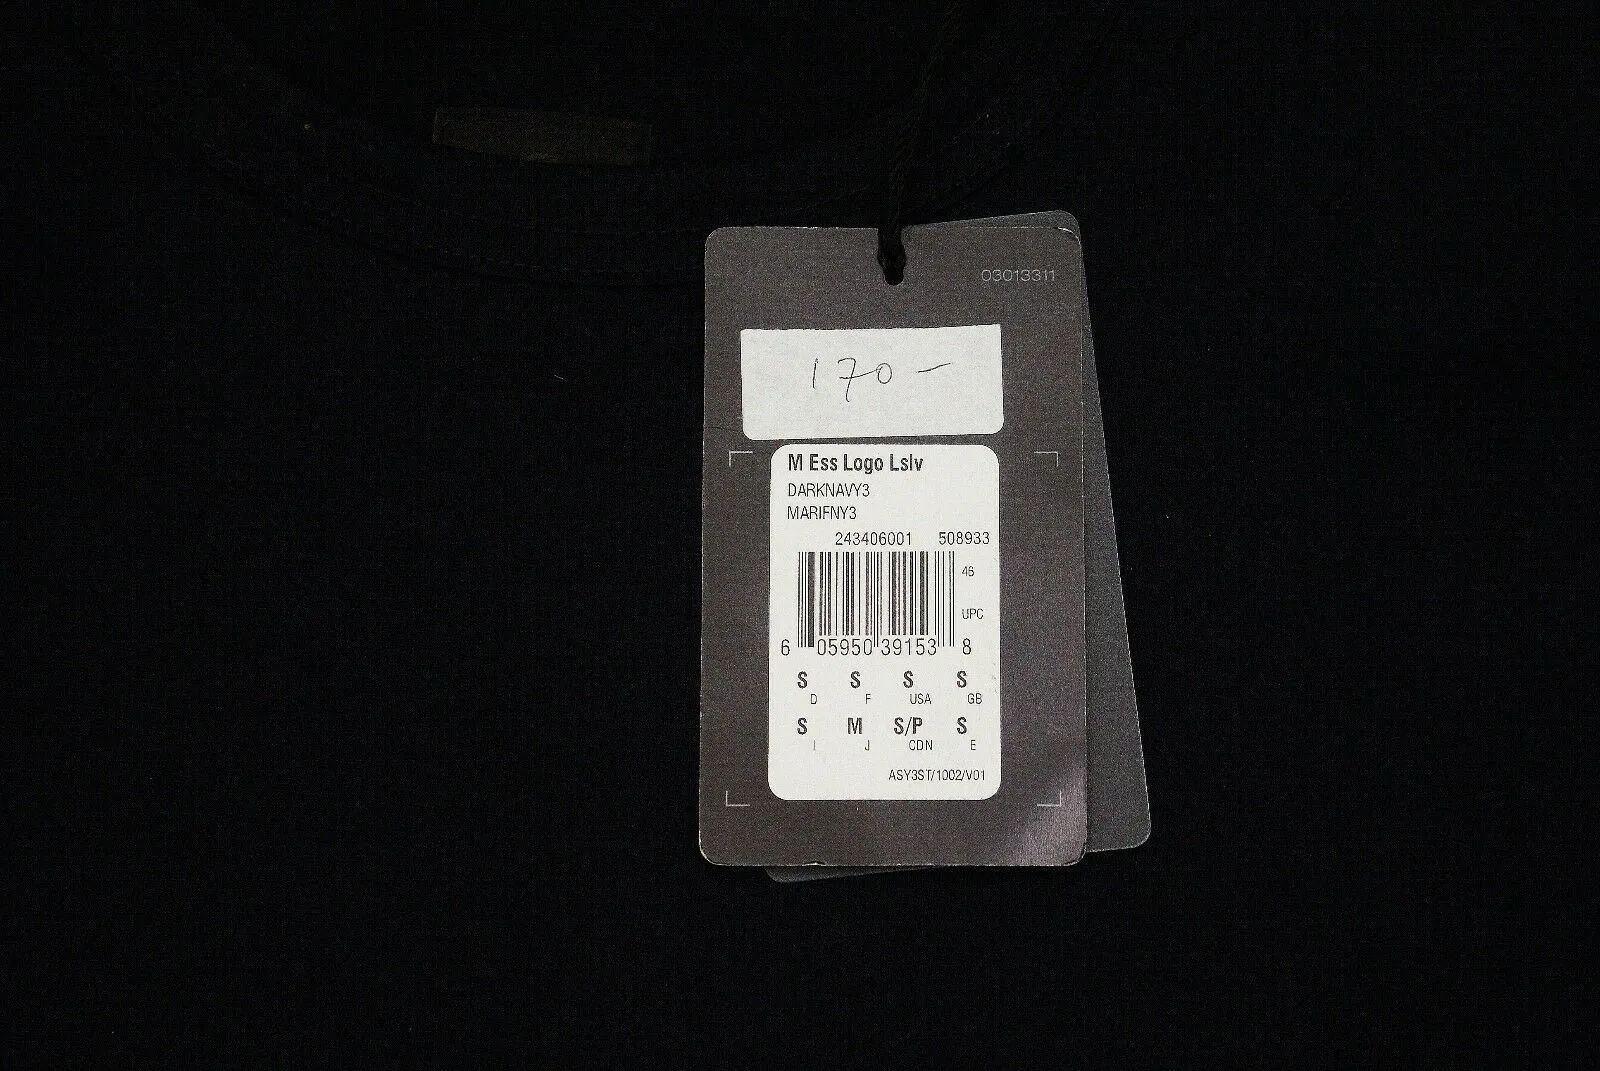 03013311
170-
M Ess Logo Lslv
DARKNAVY3
MARIFNY3
243406001 508933
46
UPC
6 05950 39153 8
S S S S
D F USA GB
S M S/P S
I J CDN E
ASY3ST/1002/V01